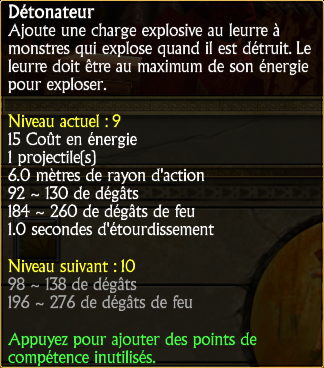 Détonateur
Ajoute une charge explosive au leurre à
monstres qui explose quand il est détruit. Le
leurre doit être au maximum de son énergie
pour exploser.
Niveau actuel : 9
15 Coût en énergie
1 projectile(s)
6.0 mètres de rayon d'action
92 ~ 130 de dégâts
184 ~ 260 de dégâts de feu
1.0 secondes d'étourdissement
Niveau suivant : 10
98 ~ 138 de dégâts
196 ~ 276 de dégâts de feu
Appuyez pour ajouter des points de
compétence inutilisés.